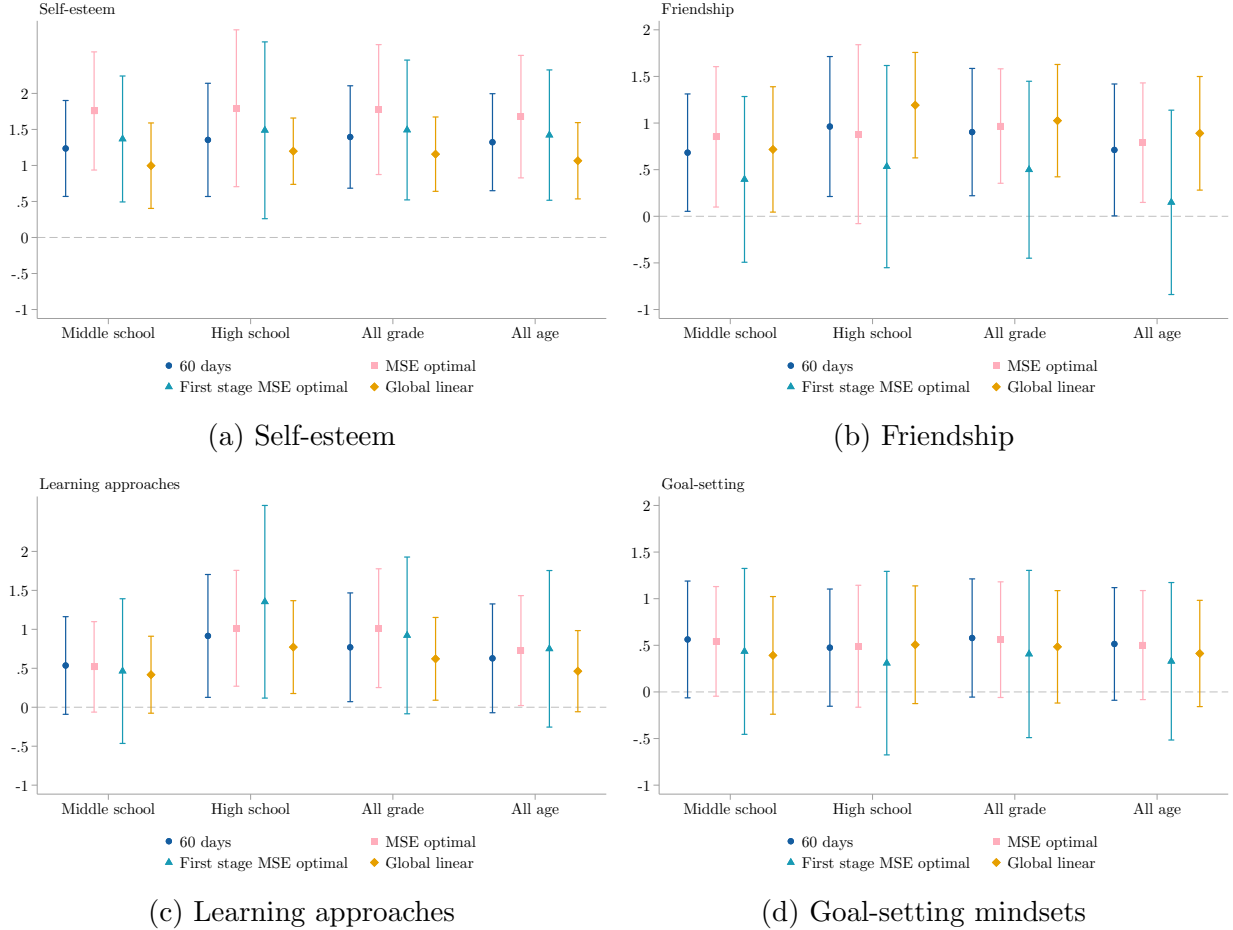 Self-esteem
2
1.5
1
.5
0
-.5
-1
Middle school High school All grade All age
60 days MSE optimal
First stage MSE optimal Global linear
(a) Self-esteem
Friendship
2
1.5
1
.5
0
-.5
-1
Middle school High school All grade All age
60 days MSE optimal
First stage MSE optimal Global linear
(b) Friendship
Learning approaches
2
1.5
1
.5
0
-.5
-1
Middle school High school All grade All age
60 days MSE optimal
First stage MSE optimal Global linear
(c) Learning approaches
Goal-setting
2
1.5
1
.5
0
-.5
-1
Middle school High school All grade All age
60 days MSE optimal
First stage MSE optimal Global linear
(d) Goal-setting mindsets